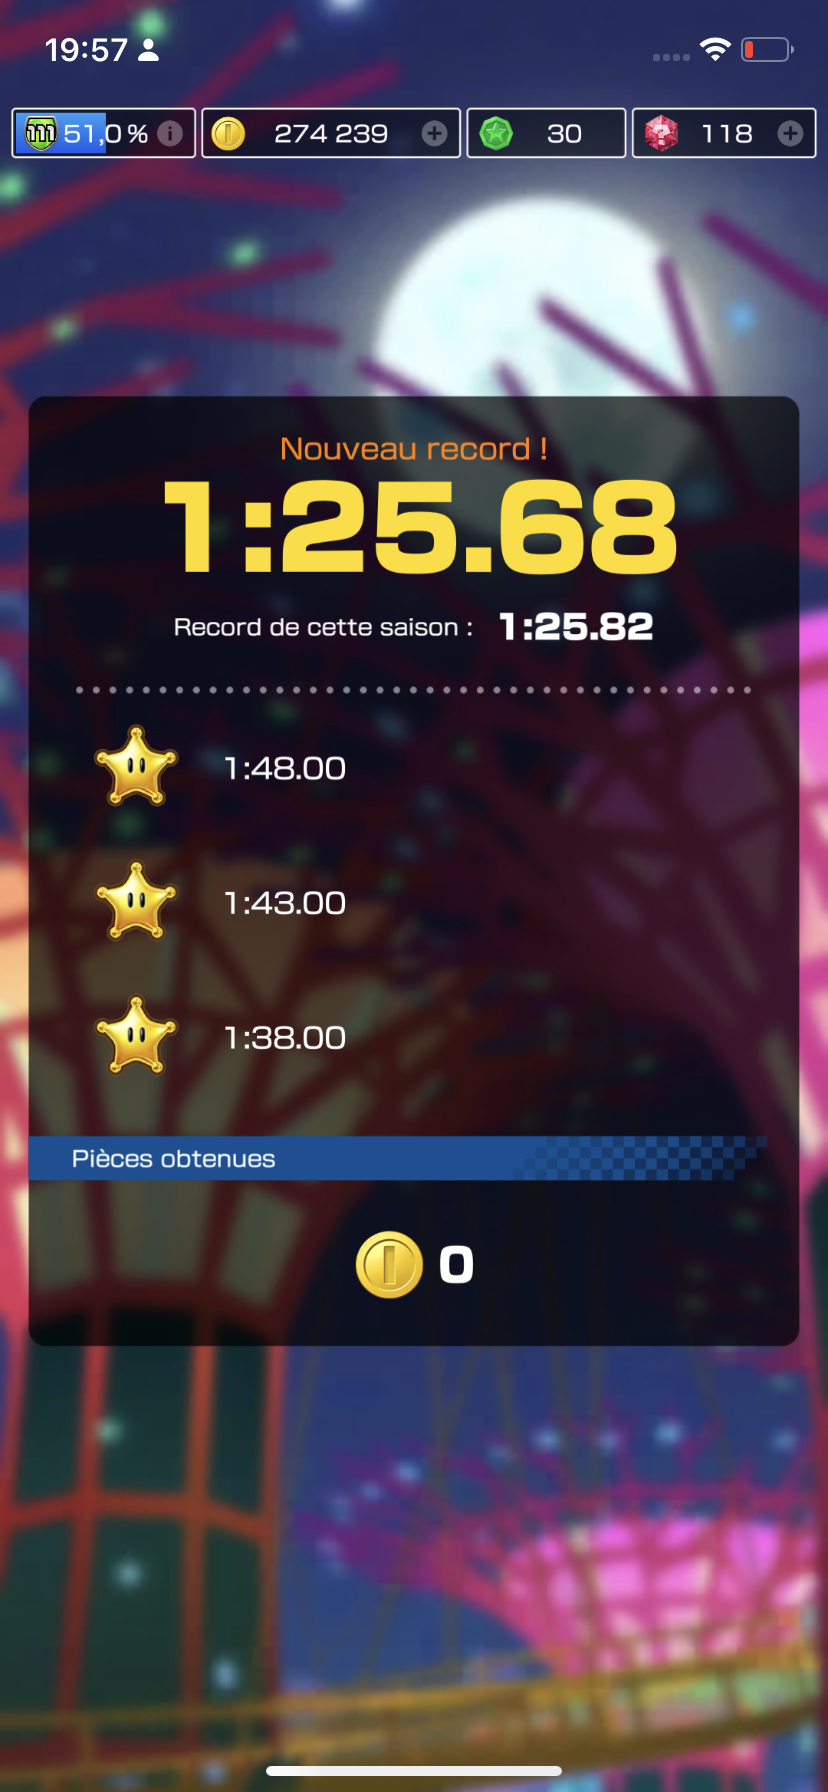 19:57
111 51,0 % i 274 239 + 30 118 +
Nouveau record !
1:25.68
Record de cette saison : 1:25.82
1:48.00
1:43.00
1:38.00
Pièces obtenues
0